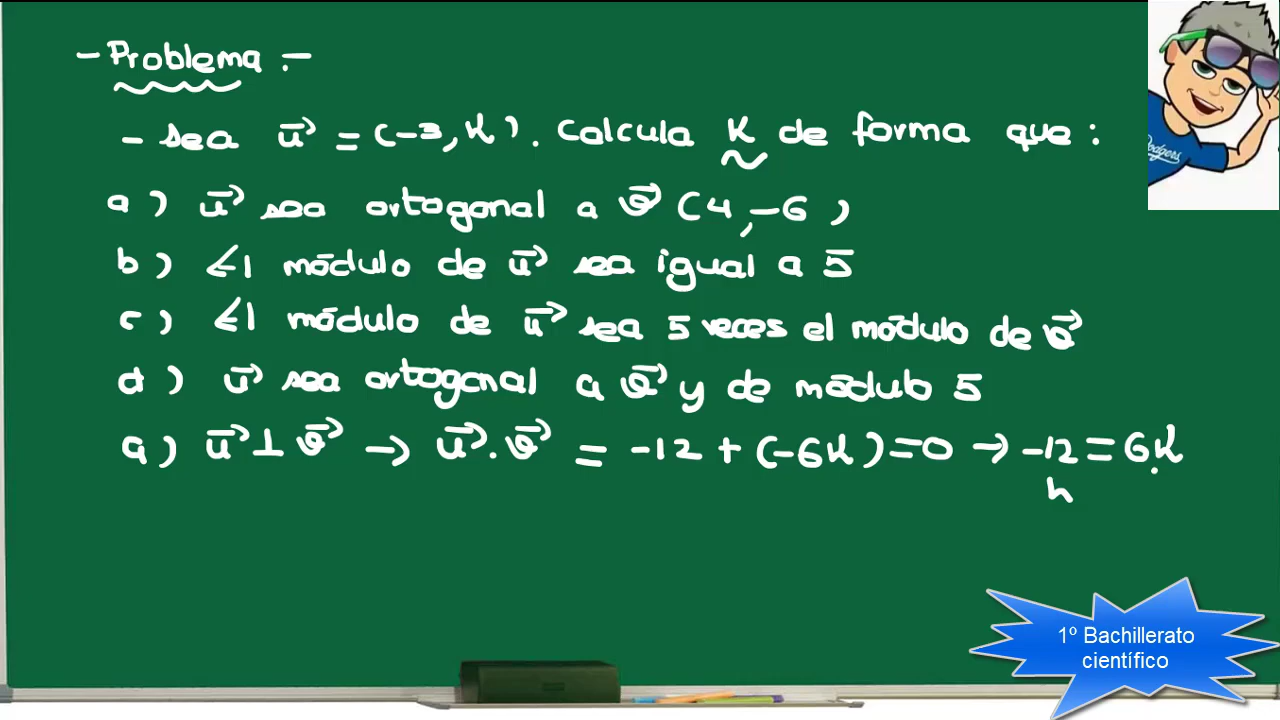 - Problema :-
- sea u⃗ = (-3, K). Calcula K de forma que :
a) u⃗ sea ortogonal a v⃗ (4, -6)
b) El módulo de u⃗ sea igual a 5
c) El módulo de u⃗ sea 5 veces el módulo de v⃗
d) u⃗ sea ortogonal a v⃗ y de módulo 5
a) u⃗ ⊥ v⃗ → u⃗ . v⃗ = -12 + (-6K) = 0 → -12 = 6K
h
Dodgers
1º Bachillerato
científico